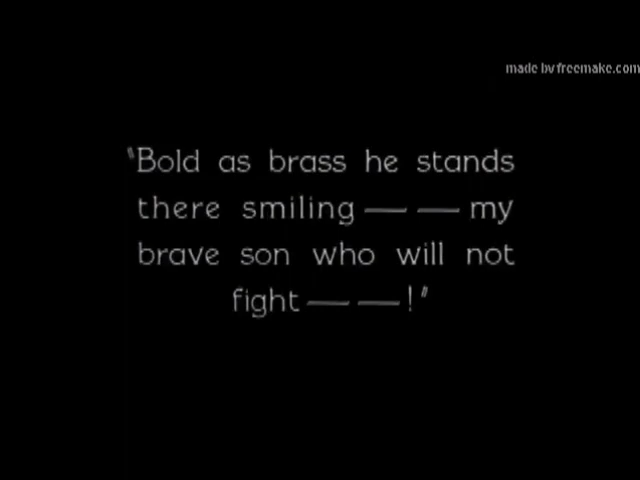 made by freemake.com
"Bold as brass he stands
there smiling — — my
brave son who will not
fight — — !"